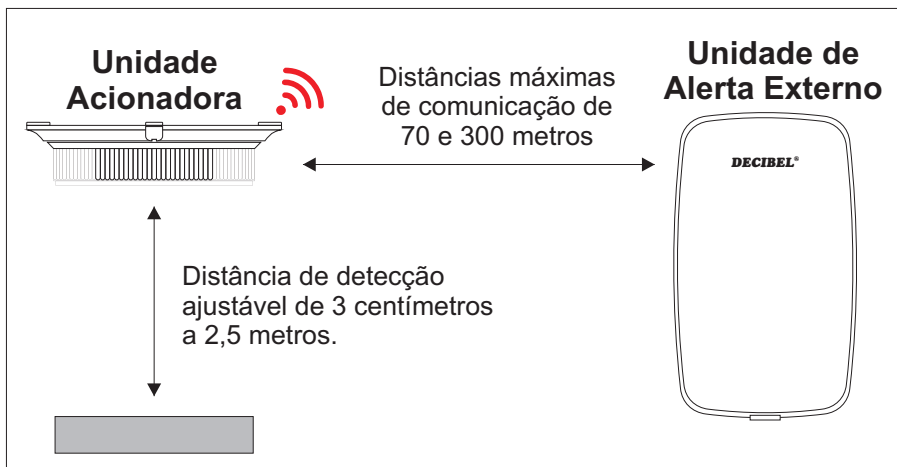 Unidade
Acionadora
Distâncias máximas
de comunicação de
70 e 300 metros
Unidade de
Alerta Externo
DECIBEL®
Distância de detecção
ajustável de 3 centímetros
a 2,5 metros.